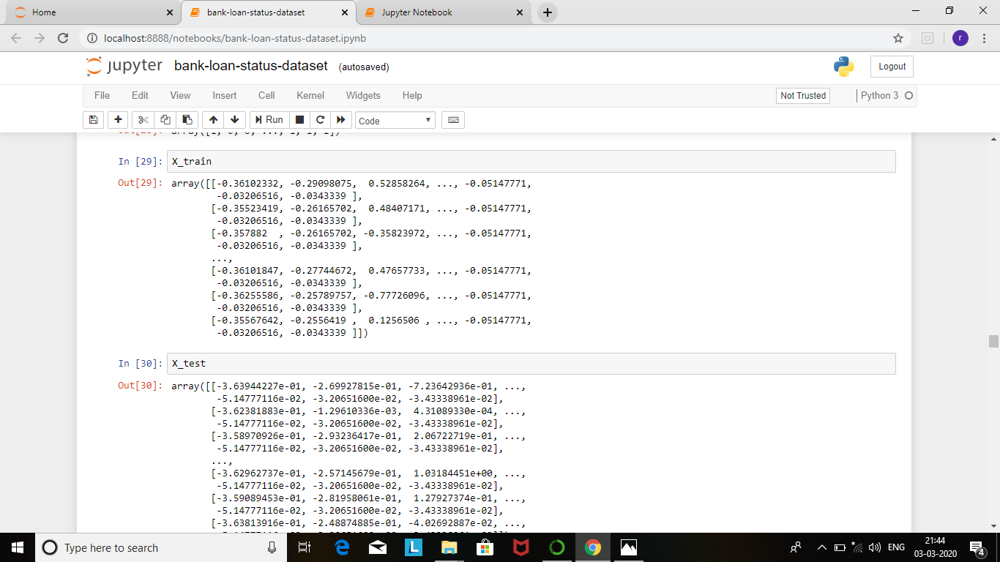 Home
bank-loan-status-dataset
Jupyter Notebook
localhost:8888/notebooks/bank-loan-status-dataset.ipynb
r
jupyter bank-loan-status-dataset (autosaved)
Logout
File Edit View Insert Cell Kernel Widgets Help
Not Trusted
Python 3
Run
Code
In [29]: X_train
Out[29]: array([[-0.36102332, -0.29098075, 0.52858264, ..., -0.05147771,
-0.03206516, -0.0343339 ],
[-0.35523419, -0.26165702, 0.48407171, ..., -0.05147771,
-0.03206516, -0.0343339 ],
[-0.357882 , -0.26165702, -0.35823972, ..., -0.05147771,
-0.03206516, -0.0343339 ],
...,
[-0.36101847, -0.27744672, 0.47657733, ..., -0.05147771,
-0.03206516, -0.0343339 ],
[-0.36255586, -0.25789757, -0.77726096, ..., -0.05147771,
-0.03206516, -0.0343339 ],
[-0.35567642, -0.2556419 , 0.1256506 , ..., -0.05147771,
-0.03206516, -0.0343339 ]])
In [30]: X_test
Out[30]: array([[-3.63944227e-01, -2.69927815e-01, -7.23642936e-01, ...,
-5.14777116e-02, -3.20651600e-02, -3.43338961e-02],
[-3.62381883e-01, -1.29610336e-03, 4.31089330e-04, ...,
-5.14777116e-02, -3.20651600e-02, -3.43338961e-02],
[-3.58970926e-01, -2.93236417e-01, 2.06722719e-01, ...,
-5.14777116e-02, -3.20651600e-02, -3.43338961e-02],
...,
[-3.62962737e-01, -2.57145679e-01, 1.03184451e+00, ...,
-5.14777116e-02, -3.20651600e-02, -3.43338961e-02],
[-3.59089453e-01, -2.81958061e-01, 1.27927374e-01, ...,
-5.14777116e-02, -3.20651600e-02, -3.43338961e-02],
[-3.63813916e-01, -2.48874885e-01, -4.02692887e-02, ...,
Type here to search
L
ENG
21:44
03-03-2020
4